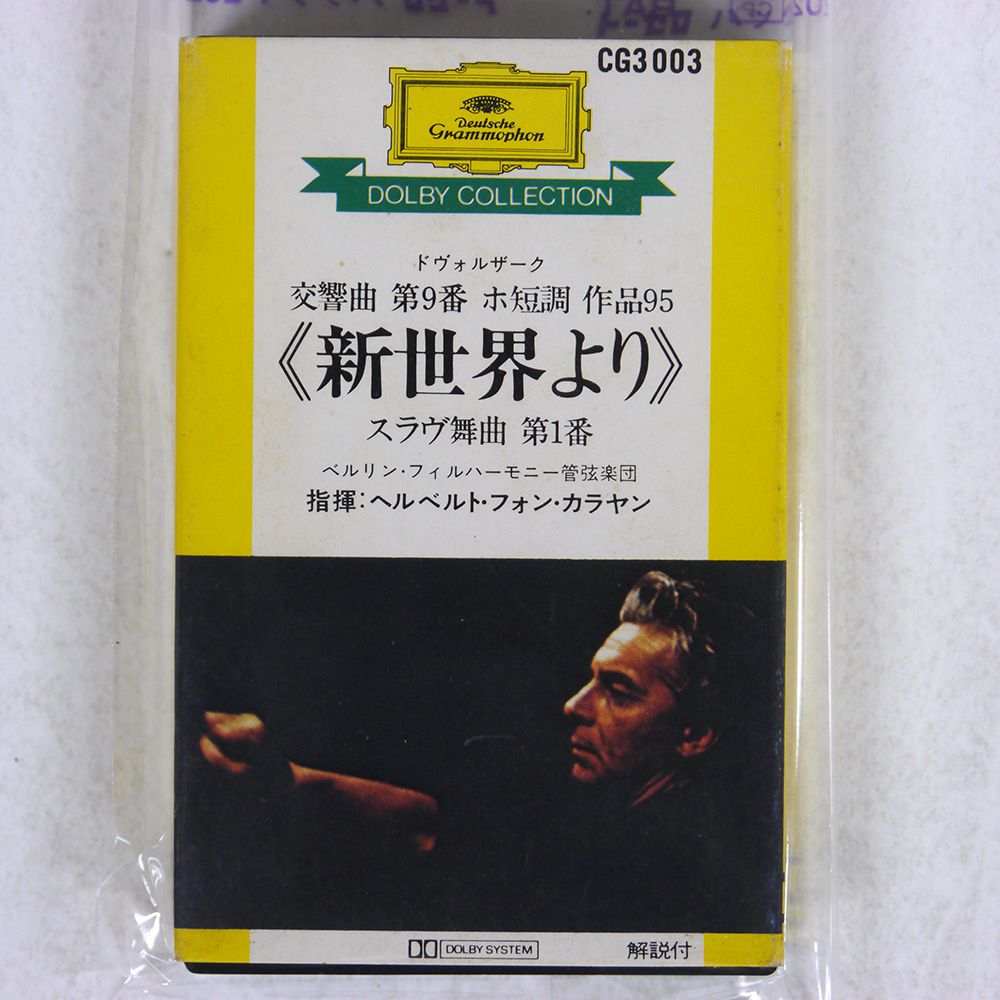 CG3003
Deutsche
Grammophon
DOLBY COLLECTION
ドヴォルザーク
交響曲 第9番 ホ短調 作品95
《新世界より》
スラヴ舞曲 第1番
ベルリン・フィルハーモニー管弦楽団
指揮:ヘルベルト・フォン・カラヤン
DOLBY SYSTEM
解説付